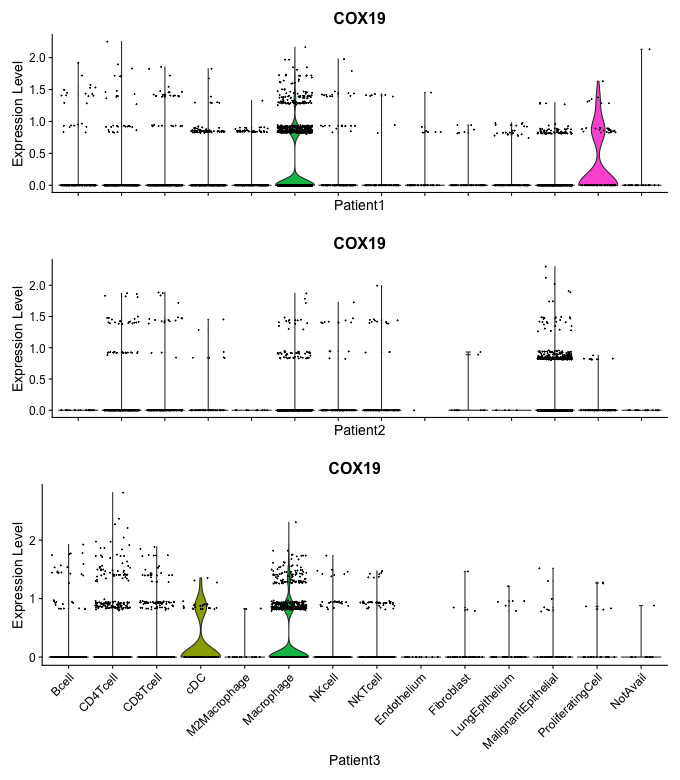 COX19
Expression Level
2.0
1.5
1.0
0.5
0.0
Patient1
COX19
Expression Level
2.0
1.5
1.0
0.5
0.0
Patient2
COX19
Expression Level
2
1
0
Bcell
CD4Tcell
CD8Tcell
cDC
M2Macrophage
Macrophage
NKcell
NKTcell
Endothelium
Fibroblast
LungEpithelium
MalignantEpithelial
ProliferatingCell
NotAvail
Patient3